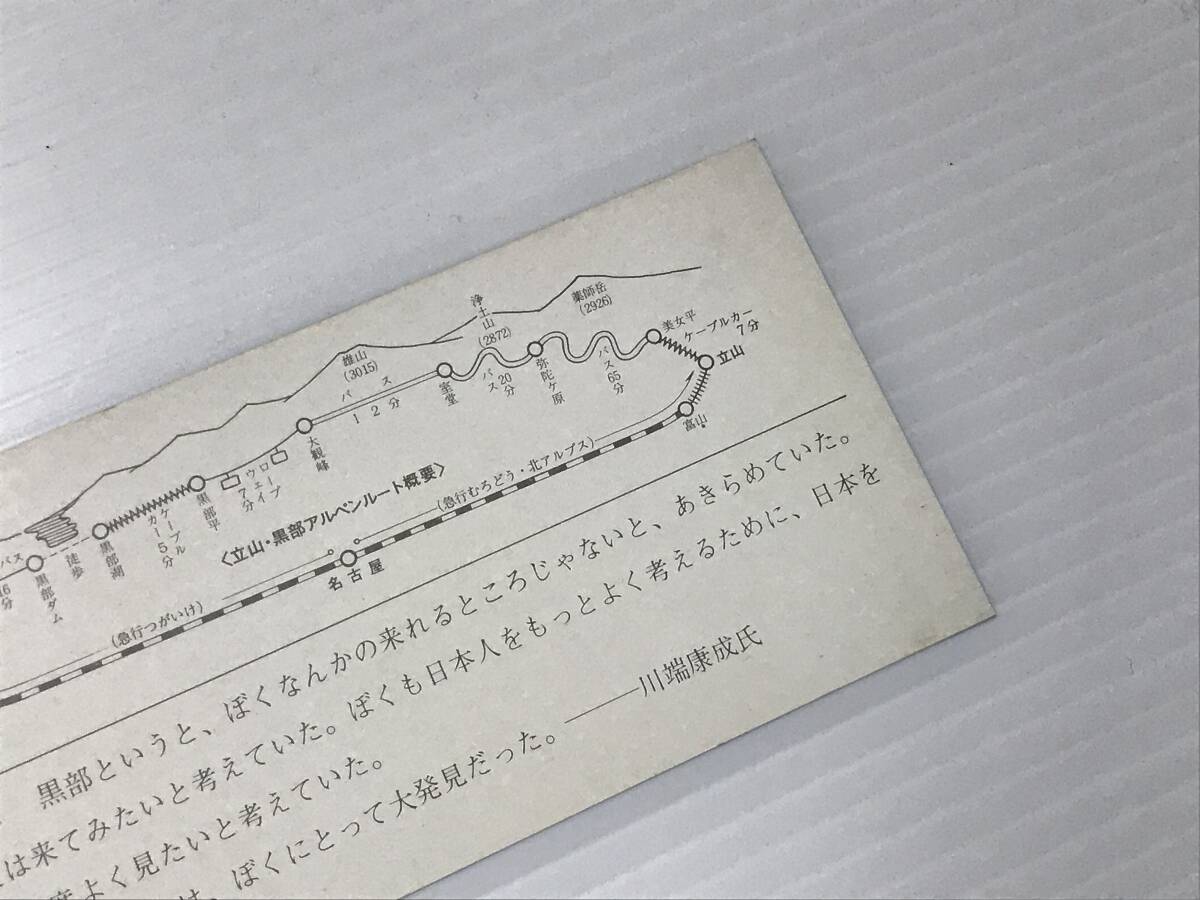 薬師岳
(2926)
浄土山
(2872)
雄山
(3015)
美女平
ケーブルカー
7分
立山
富山
バス
65分
弥陀ケ原
バス20分
室堂
バス
12分
大観峰
ロープウェイ
7分
黒部平
ケーブルカー5分
黒部湖
徒歩
黒部ダム
バス
16分
〈立山・黒部アルペンルート概要〉
(急行むろどう・北アルプス)
名古屋
(急行つがいけ)
黒部というと、ぼくなんかの来れるところじゃないと、あきらめていた。
は来てみたいと考えていた。ぼくも日本人をもっとよく考えるために、日本を
度よく見たいと考えていた。
は、ぼくにとって大発見だった。
――川端康成氏